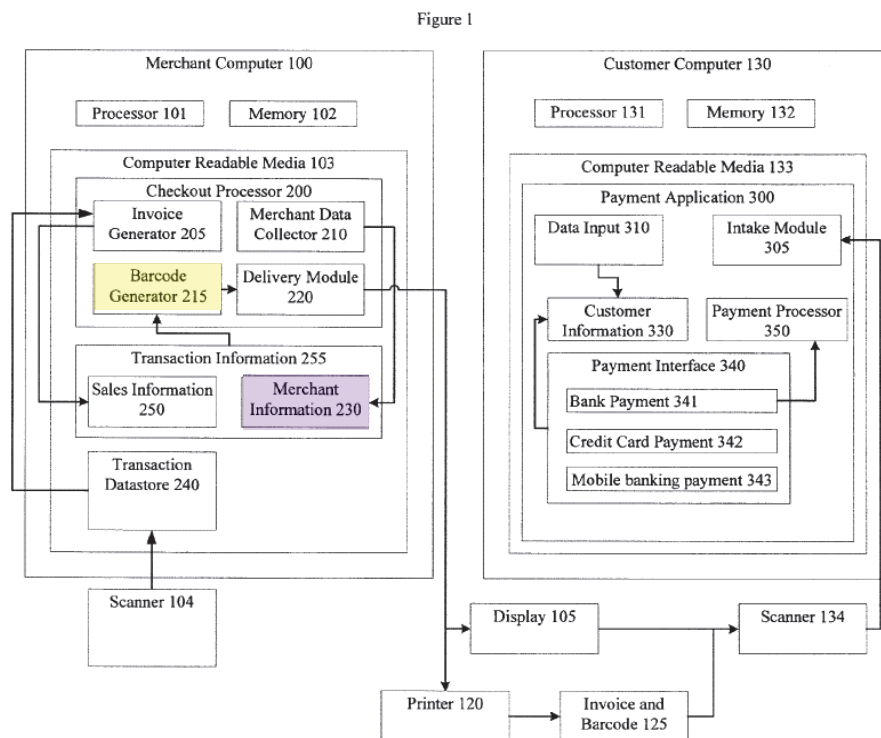 Figure 1
Merchant Computer 100
Processor 101
Memory 102
Computer Readable Media 103
Checkout Processor 200
Invoice
Generator 205
Merchant Data
Collector 210
Barcode
Generator 215
Delivery Module
220
Transaction Information 255
Sales Information
250
Merchant
Information 230
Transaction
Datastore 240
Scanner 104
Customer Computer 130
Processor 131
Memory 132
Computer Readable Media 133
Payment Application 300
Data Input 310
Intake Module
305
Customer
Information 330
Payment Processor
350
Payment Interface 340
Bank Payment 341
Credit Card Payment 342
Mobile banking payment 343
Display 105
Scanner 134
Printer 120
Invoice and
Barcode 125